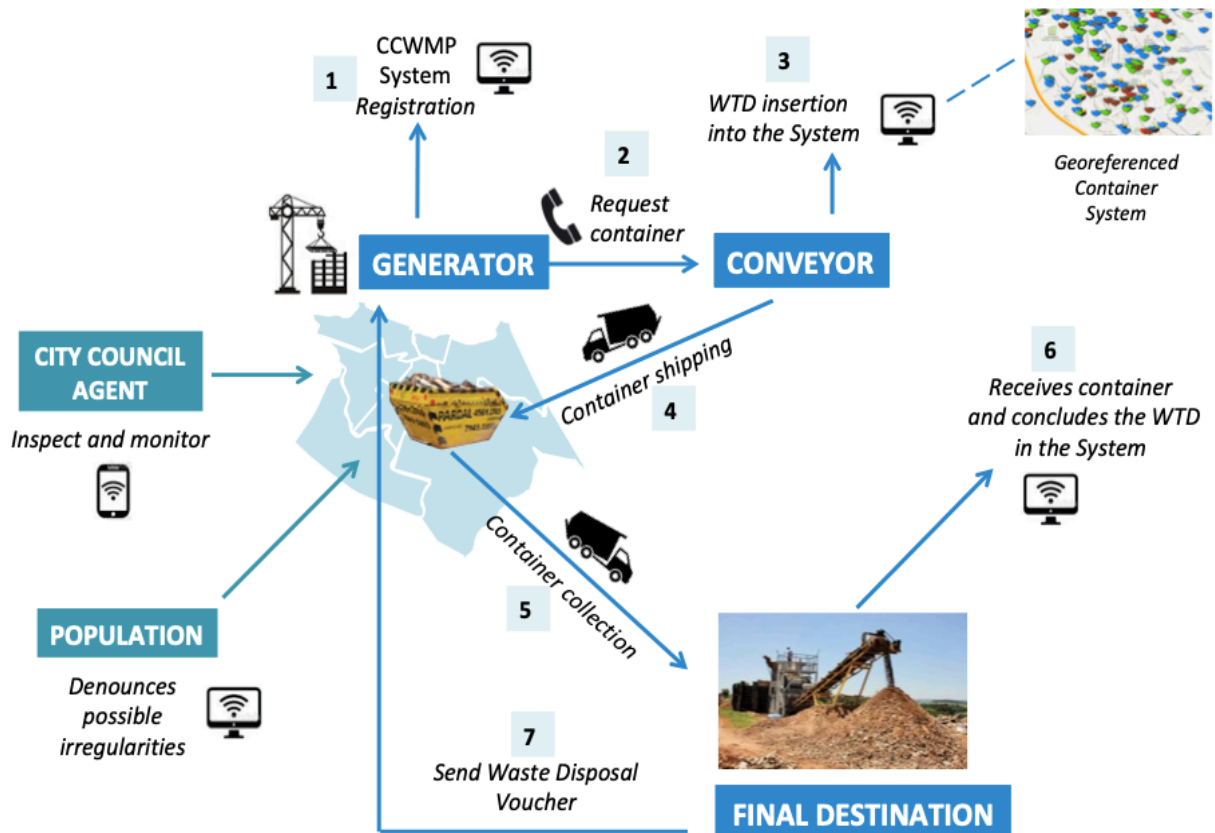 1
CCWMP
System
Registration
3
WTD insertion
into the System
2
Request
container
Georeferenced
Container
System
GENERATOR
CONVEYOR
CITY COUNCIL
AGENT
Inspect and monitor
PARDAL
Container shipping
4
6
Receives container
and concludes the WTD
in the System
Container collection
5
POPULATION
Denounces
possible
irregularities
7
Send Waste Disposal
Voucher
FINAL DESTINATION